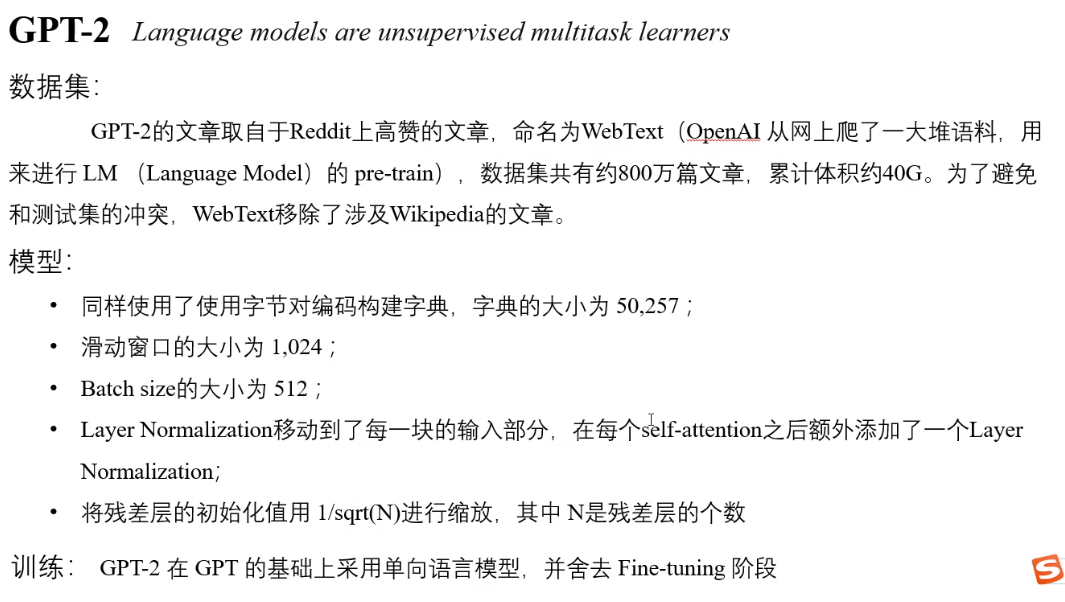 GPT-2 Language models are unsupervised multitask learners
数据集：
GPT-2的文章取自于Reddit上高赞的文章，命名为WebText（OpenAI 从网上爬了一大堆语料，用
来进行 LM （Language Model）的 pre-train），数据集共有约800万篇文章，累计体积约40G。为了避免
和测试集的冲突，WebText移除了涉及Wikipedia的文章。
模型：
• 同样使用了使用字节对编码构建字典，字典的大小为 50,257；
• 滑动窗口的大小为 1,024；
• Batch size的大小为 512；
• Layer Normalization移动到了每一块的输入部分，在每个self-attention之后额外添加了一个Layer
Normalization；
• 将残差层的初始化值用 1/sqrt(N)进行缩放，其中 N是残差层的个数
训练： GPT-2 在 GPT 的基础上采用单向语言模型，并舍去 Fine-tuning 阶段